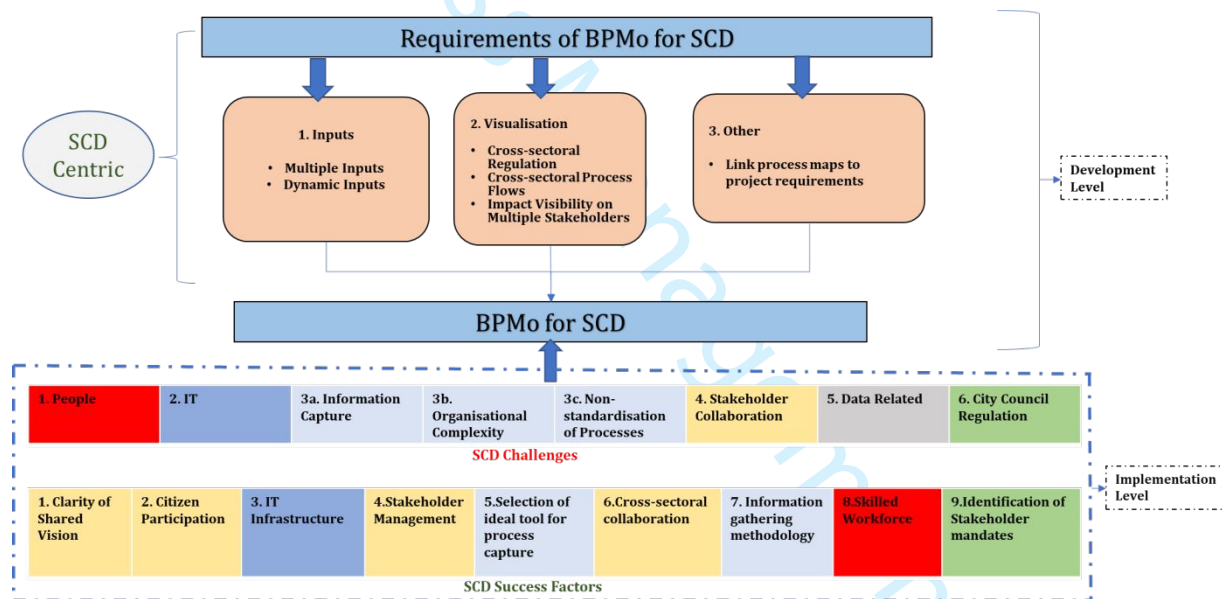 Requirements of BPMo for SCD
SCD
Centric
1. Inputs
• Multiple Inputs
• Dynamic Inputs
2. Visualisation
• Cross-sectoral
Regulation
• Cross-sectoral Process
Flows
• Impact Visibility on
Multiple Stakeholders
3. Other
• Link process maps to
project requirements
Development
Level
BPMo for SCD
1. People
2. IT
3a. Information
Capture
3b.
Organisational
Complexity
3c. Non-
standardisation
of Processes
4. Stakeholder
Collaboration
5. Data Related
6. City Council
Regulation
SCD Challenges
1. Clarity of
Shared
Vision
2. Citizen
Participation
3. IT
Infrastructure
4.Stakeholder
Management
5.Selection of
ideal tool for
process
capture
6.Cross-sectoral
collaboration
7. Information
gathering
methodology
8.Skilled
Workforce
9.Identification of
Stakeholder
mandates
SCD Success Factors
Implementation
Level